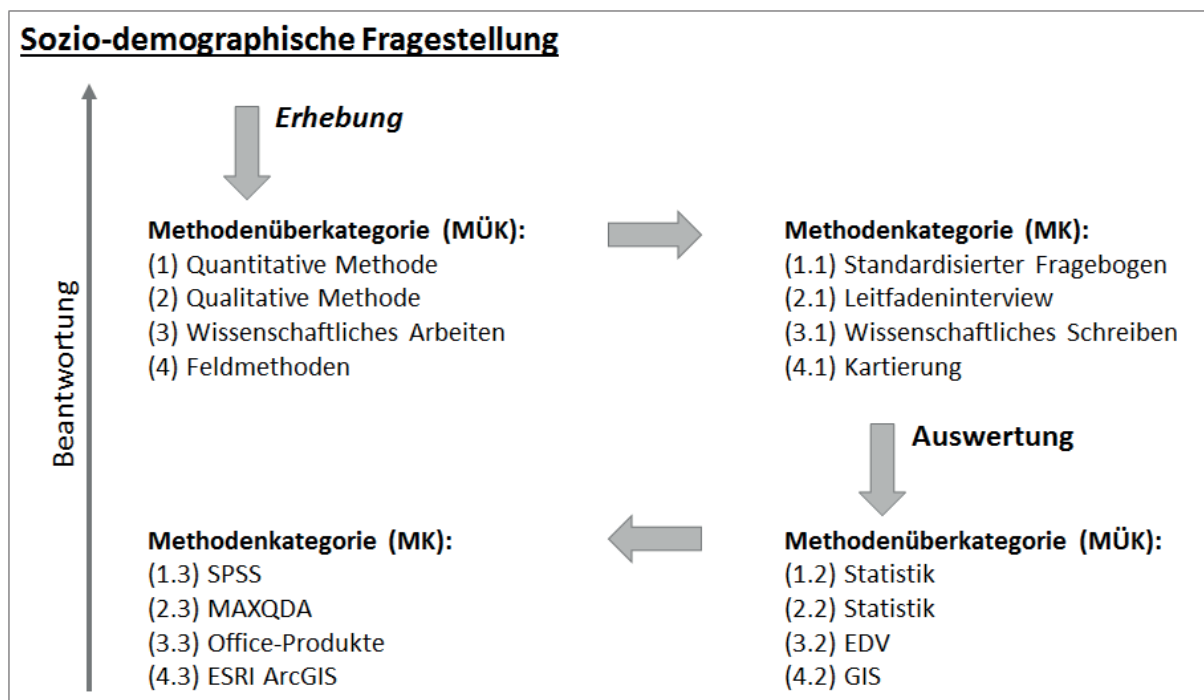 Sozio-demographische Fragestellung
Erhebung
Methodenüberkategorie (MÜK):
(1) Quantitative Methode
(2) Qualitative Methode
(3) Wissenschaftliches Arbeiten
(4) Feldmethoden
Methodenkategorie (MK):
(1.1) Standardisierter Fragebogen
(2.1) Leitfadeninterview
(3.1) Wissenschaftliches Schreiben
(4.1) Kartierung
Auswertung
Methodenüberkategorie (MÜK):
(1.2) Statistik
(2.2) Statistik
(3.2) EDV
(4.2) GIS
Methodenkategorie (MK):
(1.3) SPSS
(2.3) MAXQDA
(3.3) Office-Produkte
(4.3) ESRI ArcGIS
Beantwortung